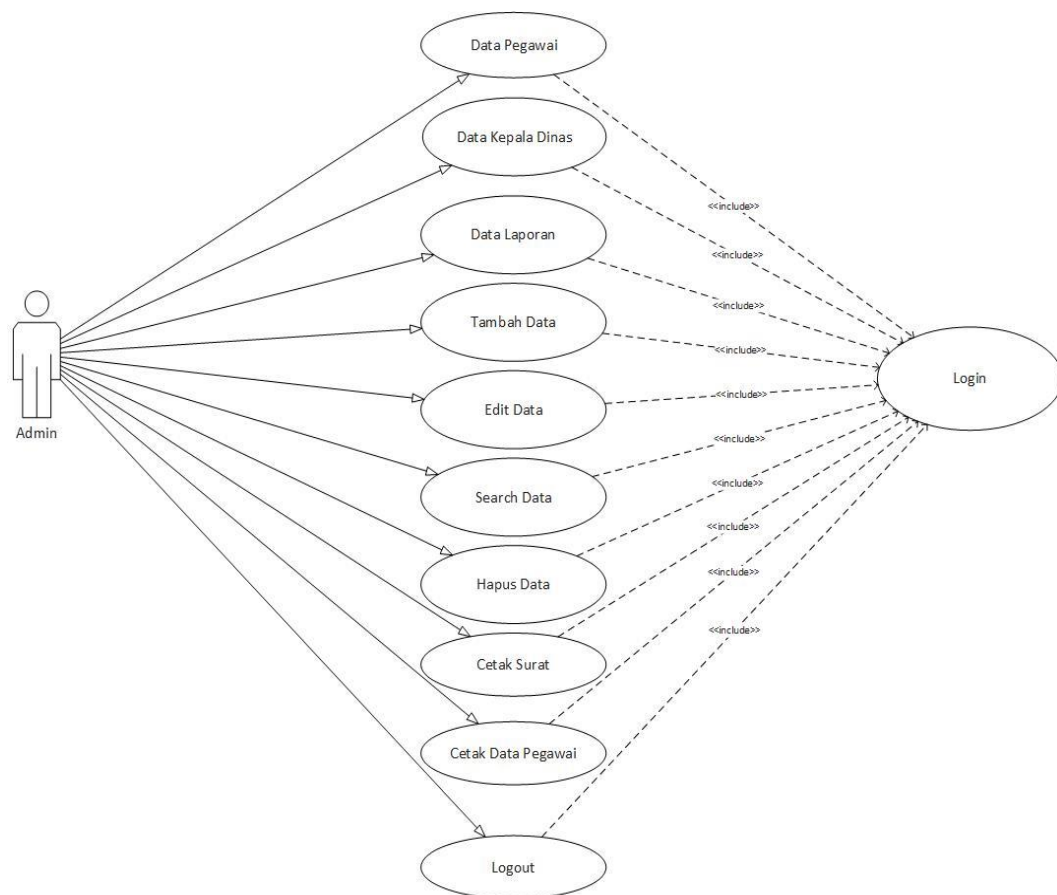 Data Pegawai
Data Kepala Dinas
<<include>>
Data Laporan
<<include>>
<<include>>
Tambah Data
<<include>>
Login
Edit Data
<<include>>
Admin
<<include>>
Search Data
<<include>>
<<include>>
Hapus Data
<<include>>
<<include>>
Cetak Surat
Cetak Data Pegawai
Logout